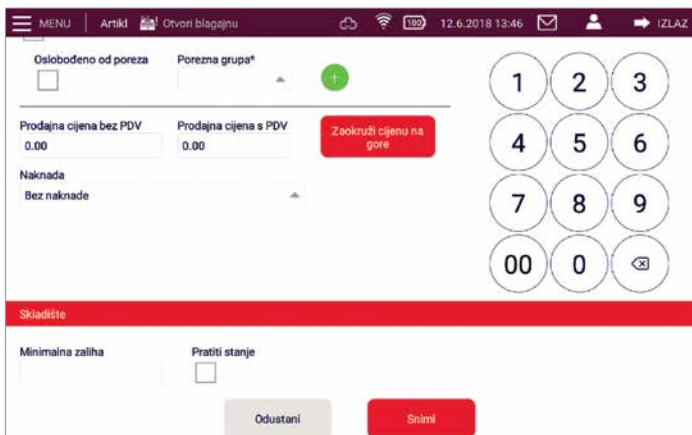 MENU Artikl Otvori blagajnu 100 12.6.2018 13:46 IZLAZ
Oslobođeno od poreza Porezna grupa*
1 2 3
Prodajna cijena bez PDV Prodajna cijena s PDV Zaokruži cijenu na gore
0.00 0.00
4 5 6
Naknada
Bez naknade
7 8 9
00 0
Skladište
Minimalna zaliha Pratiti stanje
Odustani Snimi